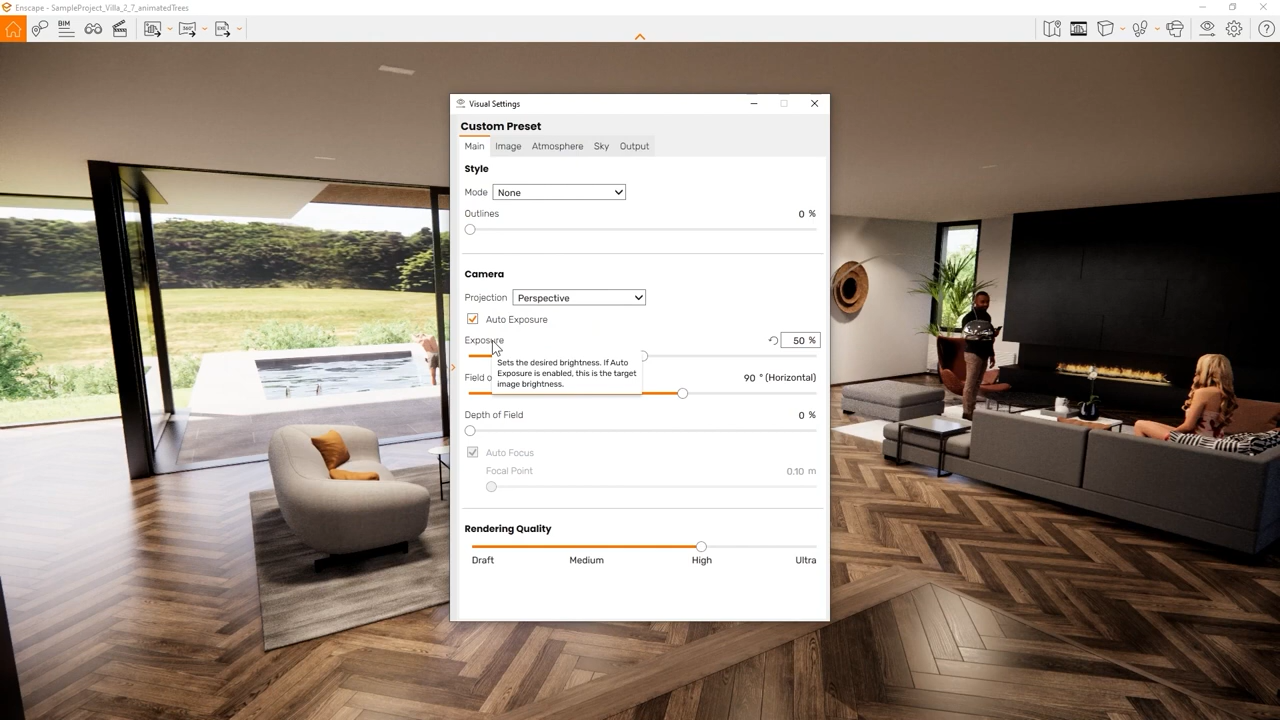 Enscape - SampleProject_Villa_2_7_animatedTrees
BIM
360°
EXE
Visual Settings
Custom Preset
Main Image Atmosphere Sky Output
Style
Mode None
Outlines 0 %
Camera
Projection Perspective
Auto Exposure
Exposure 50 %
Sets the desired brightness. If Auto
Exposure is enabled, this is the target
image brightness.
Field o 90 ° (Horizontal)
Depth of Field 0 %
Auto Focus
Focal Point 0.10 m
Rendering Quality
Draft Medium High Ultra